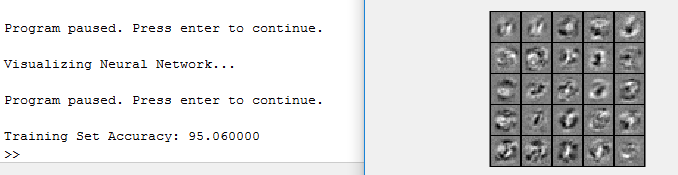 Program paused. Press enter to continue.
Visualizing Neural Network...
Program paused. Press enter to continue.
Training Set Accuracy: 95.060000
>>